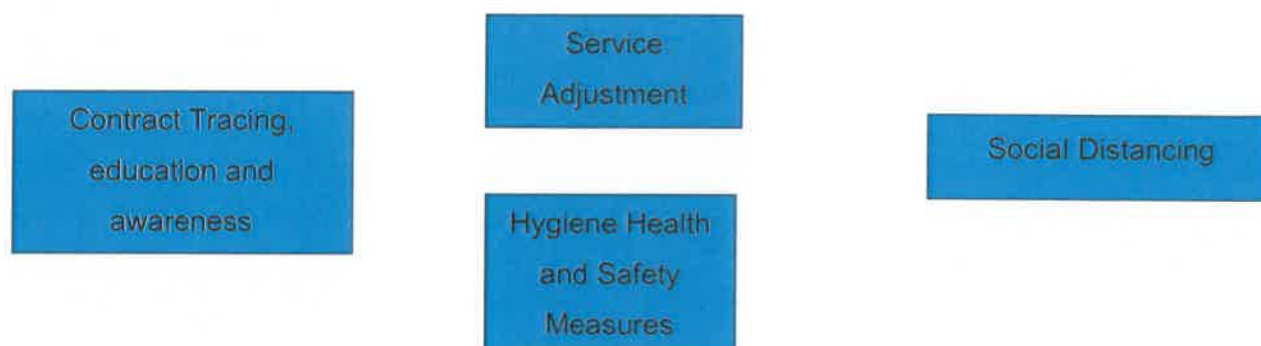 Contract Tracing,
education and
awareness
Service
Adjustment
Hygiene Health
and Safety
Measures
Social Distancing